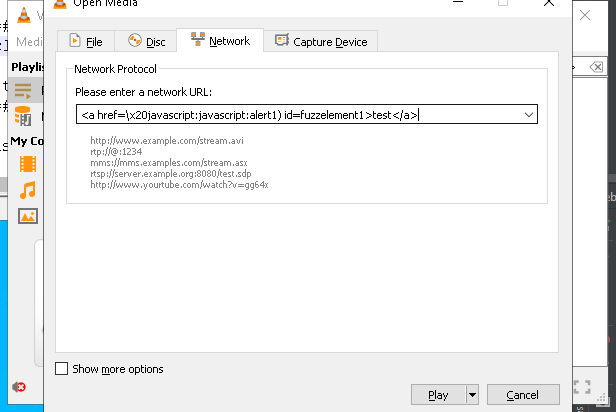 Open Media
Medi
Playlis
My Co
File
Disc
Network
Capture Device
Network Protocol
Please enter a network URL:
<a href=\x20javascript:javascript:alert1) id=fuzzelement1>test</a>
http://www.example.com/stream.avi
rtp://@:1234
mms://mms.examples.com/stream.asx
rtsp://server.example.org:8080/test.sdp
http://www.yourtube.com/watch?v=gg64x
Show more options
Play
Cancel